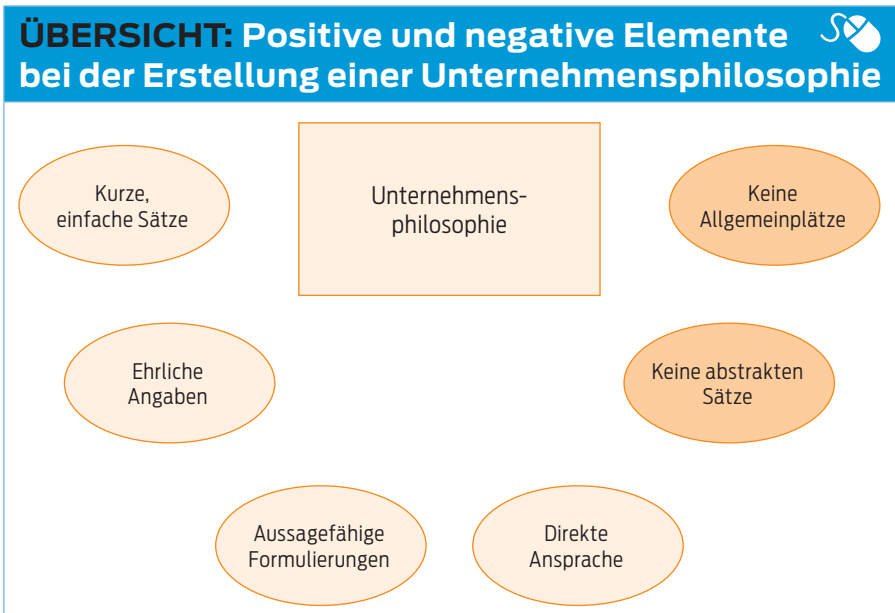 ÜBERSICHT: Positive und negative Elemente
bei der Erstellung einer Unternehmensphilosophie
Kurze,
einfache Sätze
Unternehmens-
philosophie
Keine
Allgemeinplätze
Ehrliche
Angaben
Keine abstrakten
Sätze
Aussagefähige
Formulierungen
Direkte
Ansprache